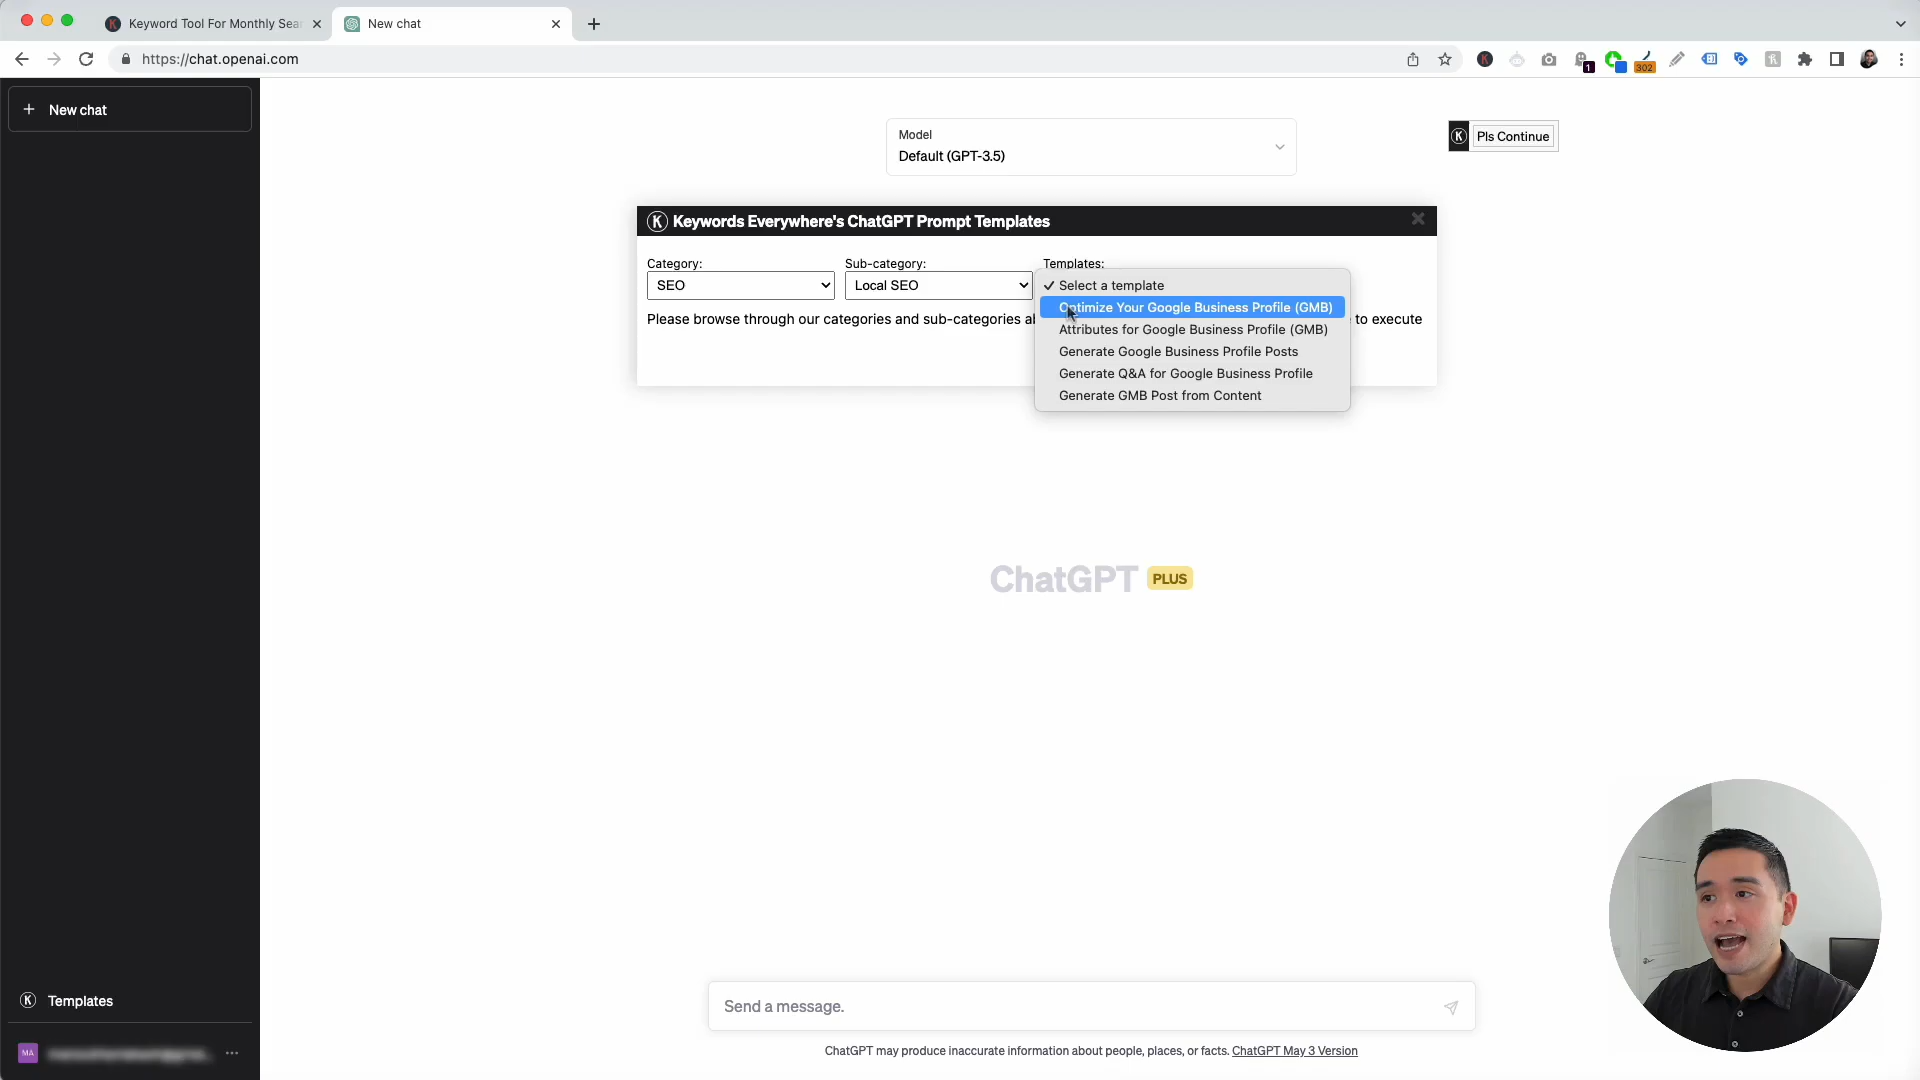 Keyword Tool For Monthly Sea
New chat
https://chat.openai.com
1
302
New chat
Model
Default (GPT-3.5)
Pls Continue
Keywords Everywhere's ChatGPT Prompt Templates
Category:
Sub-category:
Templates:
SEO
Local SEO
Select a template
Optimize Your Google Business Profile (GMB)
Please browse through our categories and sub-categories a
to execute
Attributes for Google Business Profile (GMB)
Generate Google Business Profile Posts
Generate Q&A for Google Business Profile
Generate GMB Post from Content
ChatGPT PLUS
Templates
Send a message.
MA
ChatGPT may produce inaccurate information about people, places, or facts. ChatGPT May 3 Version